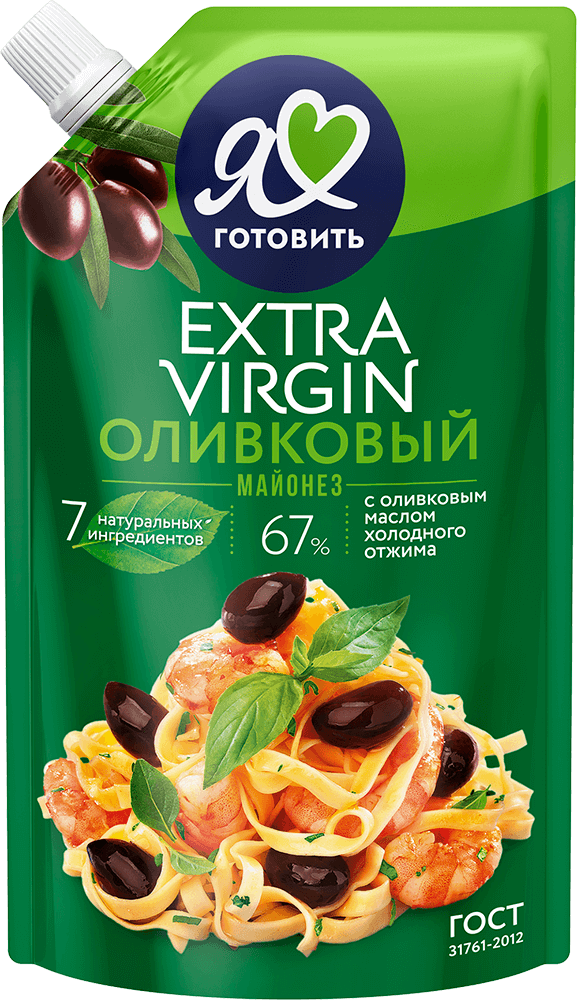 Я
ГОТОВИТЬ
EXTRA
VIRGIN
ОЛИВКОВЫЙ
МАЙОНЕЗ
7 натуральных
ингредиентов
67%
с оливковым
маслом
холодного
отжима
ГОСТ
31761-2012